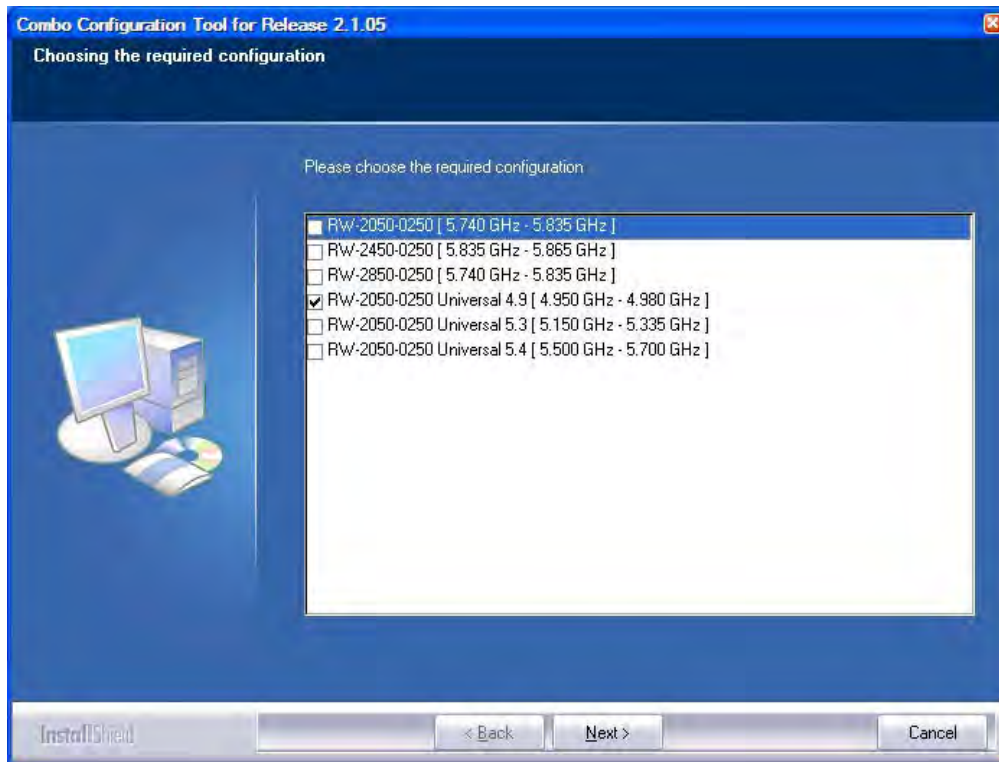 Combo Configuration Tool for Release 2.1.05
Choosing the required configuration
Please choose the required configuration
RW-2050-0250 [ 5.740 GHz - 5.835 GHz ]
RW-2450-0250 [ 5.835 GHz - 5.865 GHz ]
RW-2850-0250 [ 5.740 GHz - 5.835 GHz ]
RW-2050-0250 Universal 4.9 [ 4.950 GHz - 4.980 GHz ]
RW-2050-0250 Universal 5.3 [ 5.150 GHz - 5.335 GHz ]
RW-2050-0250 Universal 5.4 [ 5.500 GHz - 5.700 GHz ]
InstallShield
< Back
Next >
Cancel